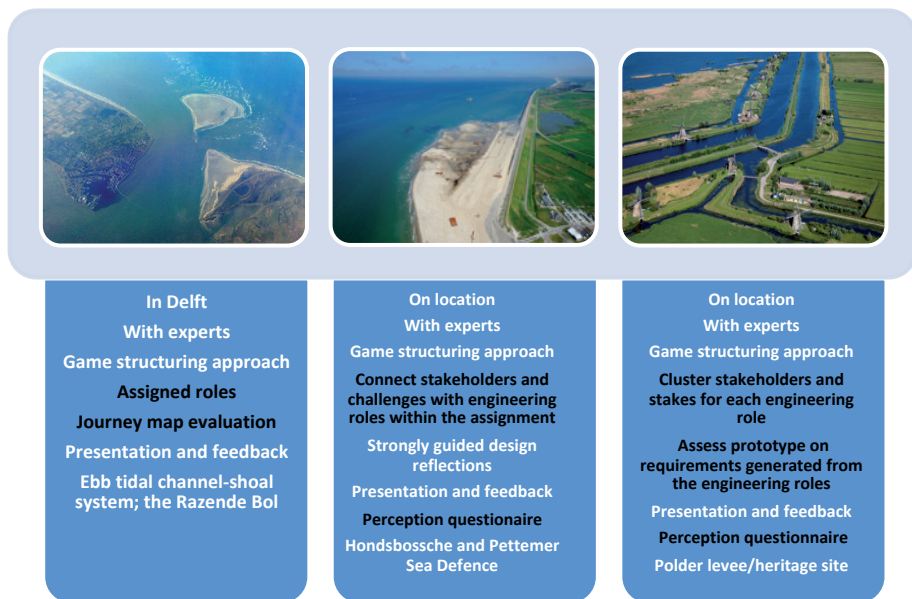 In Delft
With experts
Game structuring approach
Assigned roles
Journey map evaluation
Presentation and feedback
Ebb tidal channel-shoal
system; the Razende Bol
On location
With experts
Game structuring approach
Connect stakeholders and
challenges with engineering
roles within the assignment
Strongly guided design
reflections
Presentation and feedback
Perception questionaire
Hondsbossche and Pettemer
Sea Defence
On location
With experts
Game structuring approach
Cluster stakeholders and
stakes for each engineering
role
Assess prototype on
requirements generated from
the engineering roles
Presentation and feedback
Perception questionnaire
Polder levee/heritage site